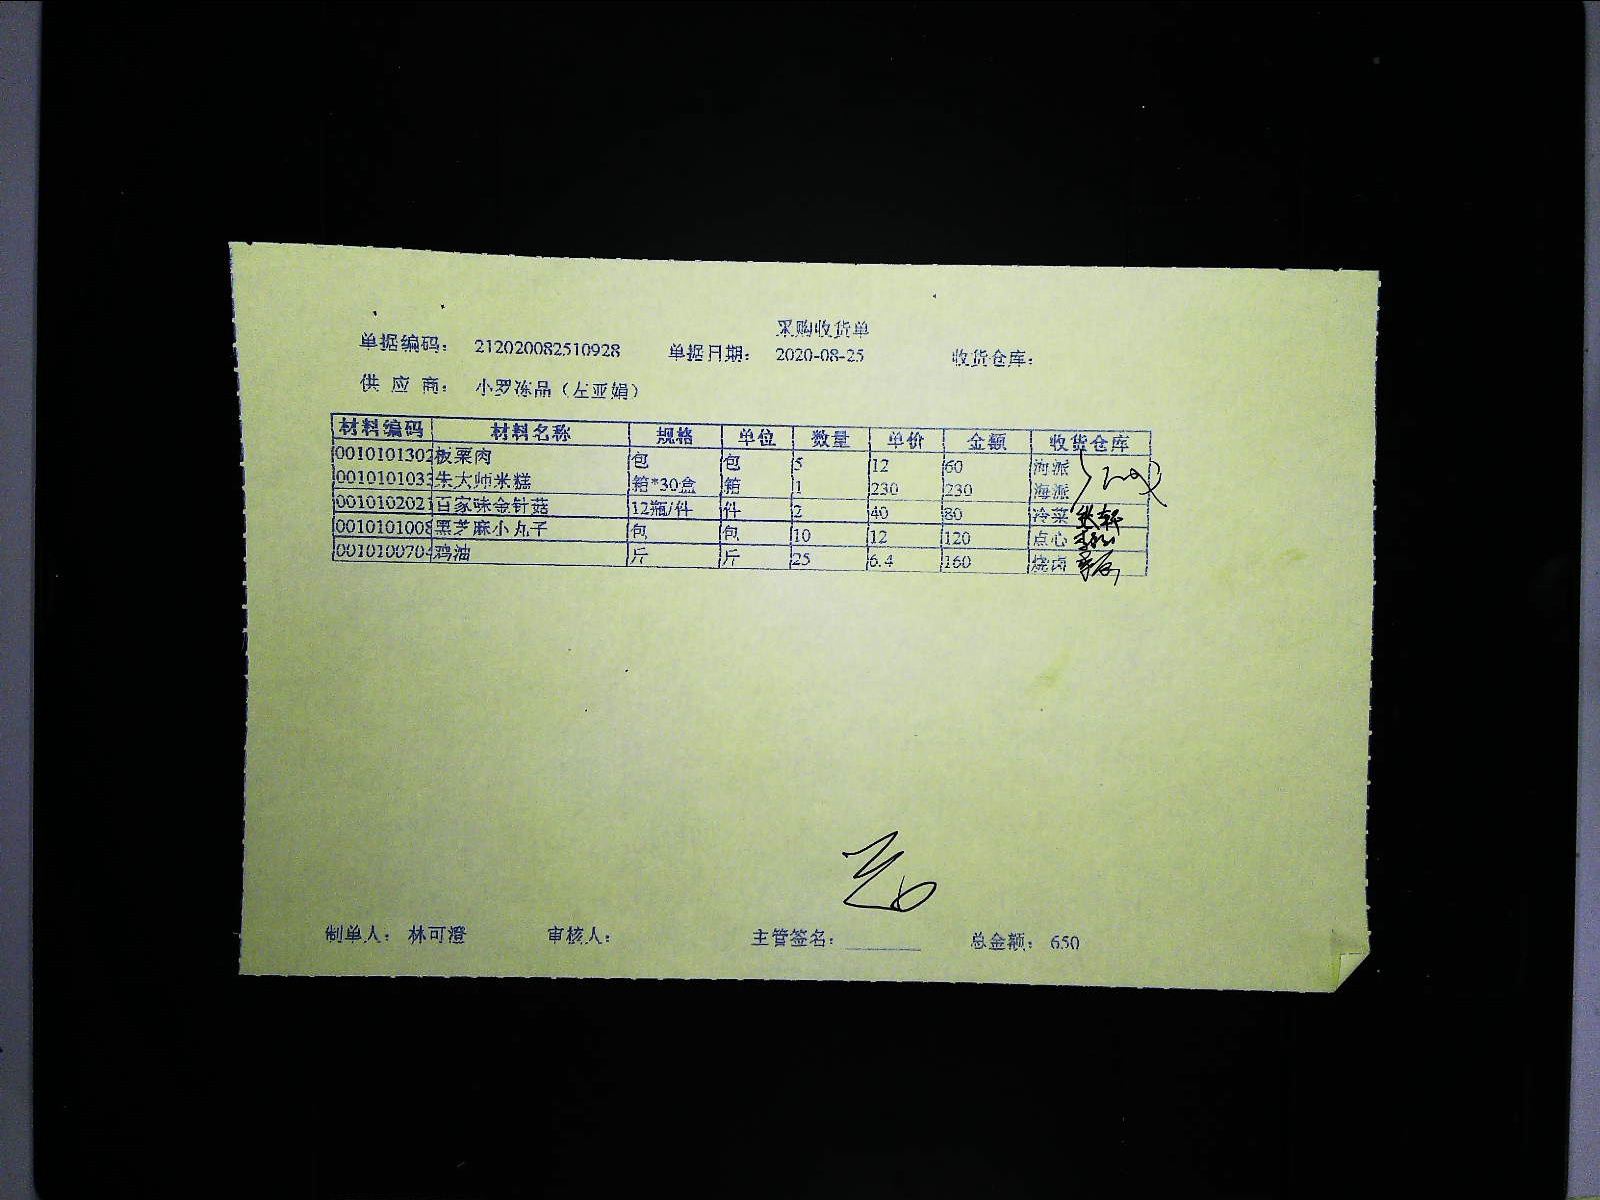 采购收货单
单据编码： 212020082510928 单据日期： 2020-08-25 收货仓库：
供 应 商： 小罗冻品（左亚娟）
材料编码 材料名称 规格 单位 数量 单价 金额 收货仓库
0010101302 板栗肉 包 包 5 12 60 海派
0010101033 朱大帅米糕 箱*30盒 箱 1 230 230 海派
0010102021 百家味金针菇 12瓶/件 件 2 40 80 冷菜
0010101008 黑芝麻小丸子 包 包 10 12 120 点心
0010100704 鸡油 斤 斤 25 6.4 160 烧卤
制单人： 林可澄 审核人： 主管签名： 总金额： 650